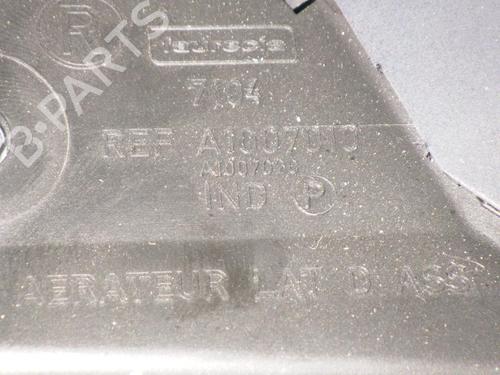 R
faurecia
7104
REF A1007010
IND P
AERATEUR LAT D ASS
B-PARTS